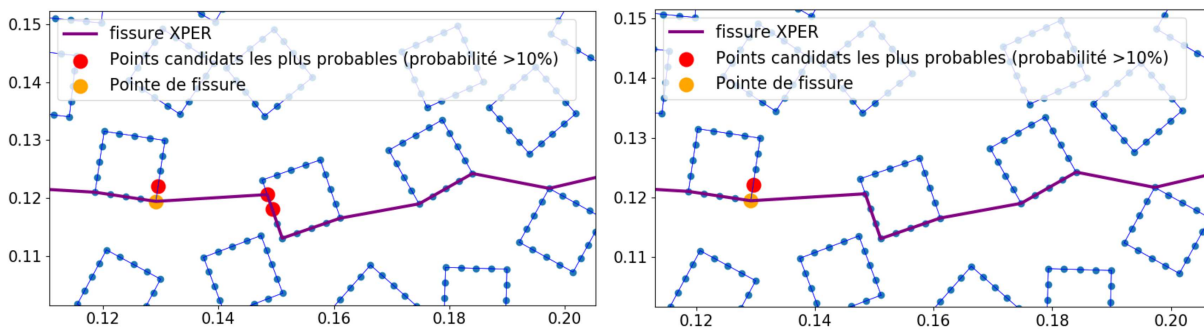 0.15
fissure XPER
Points candidats les plus probables (probabilité >10%)
0.14
Pointe de fissure
0.13
0.12
0.11
0.12 0.14 0.16 0.18 0.20
0.15
fissure XPER
Points candidats les plus probables (probabilité >10%)
0.14
Pointe de fissure
0.13
0.12
0.11
0.12 0.14 0.16 0.18 0.20